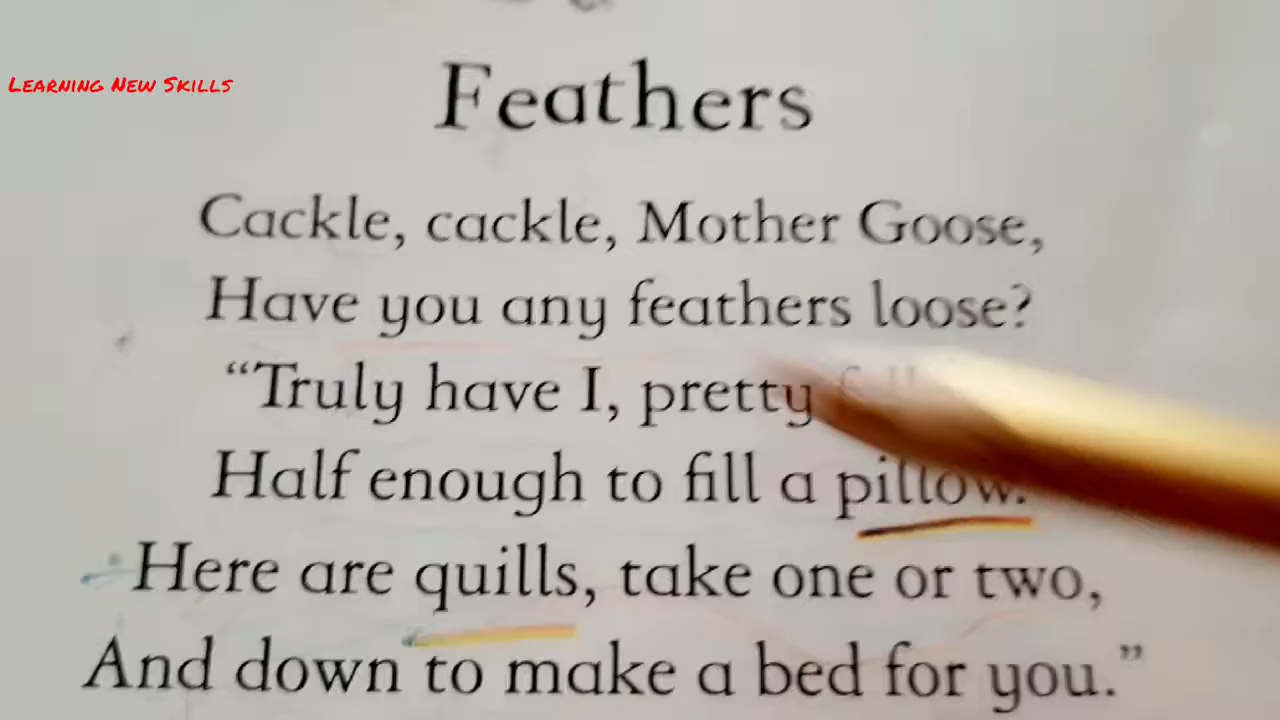 Learning New Skills
Feathers
Cackle, cackle, Mother Goose,
Have you any feathers loose?
“Truly have I, pretty
Half enough to fill a pillow.
Here are quills, take one or two,
And down to make a bed for you.”